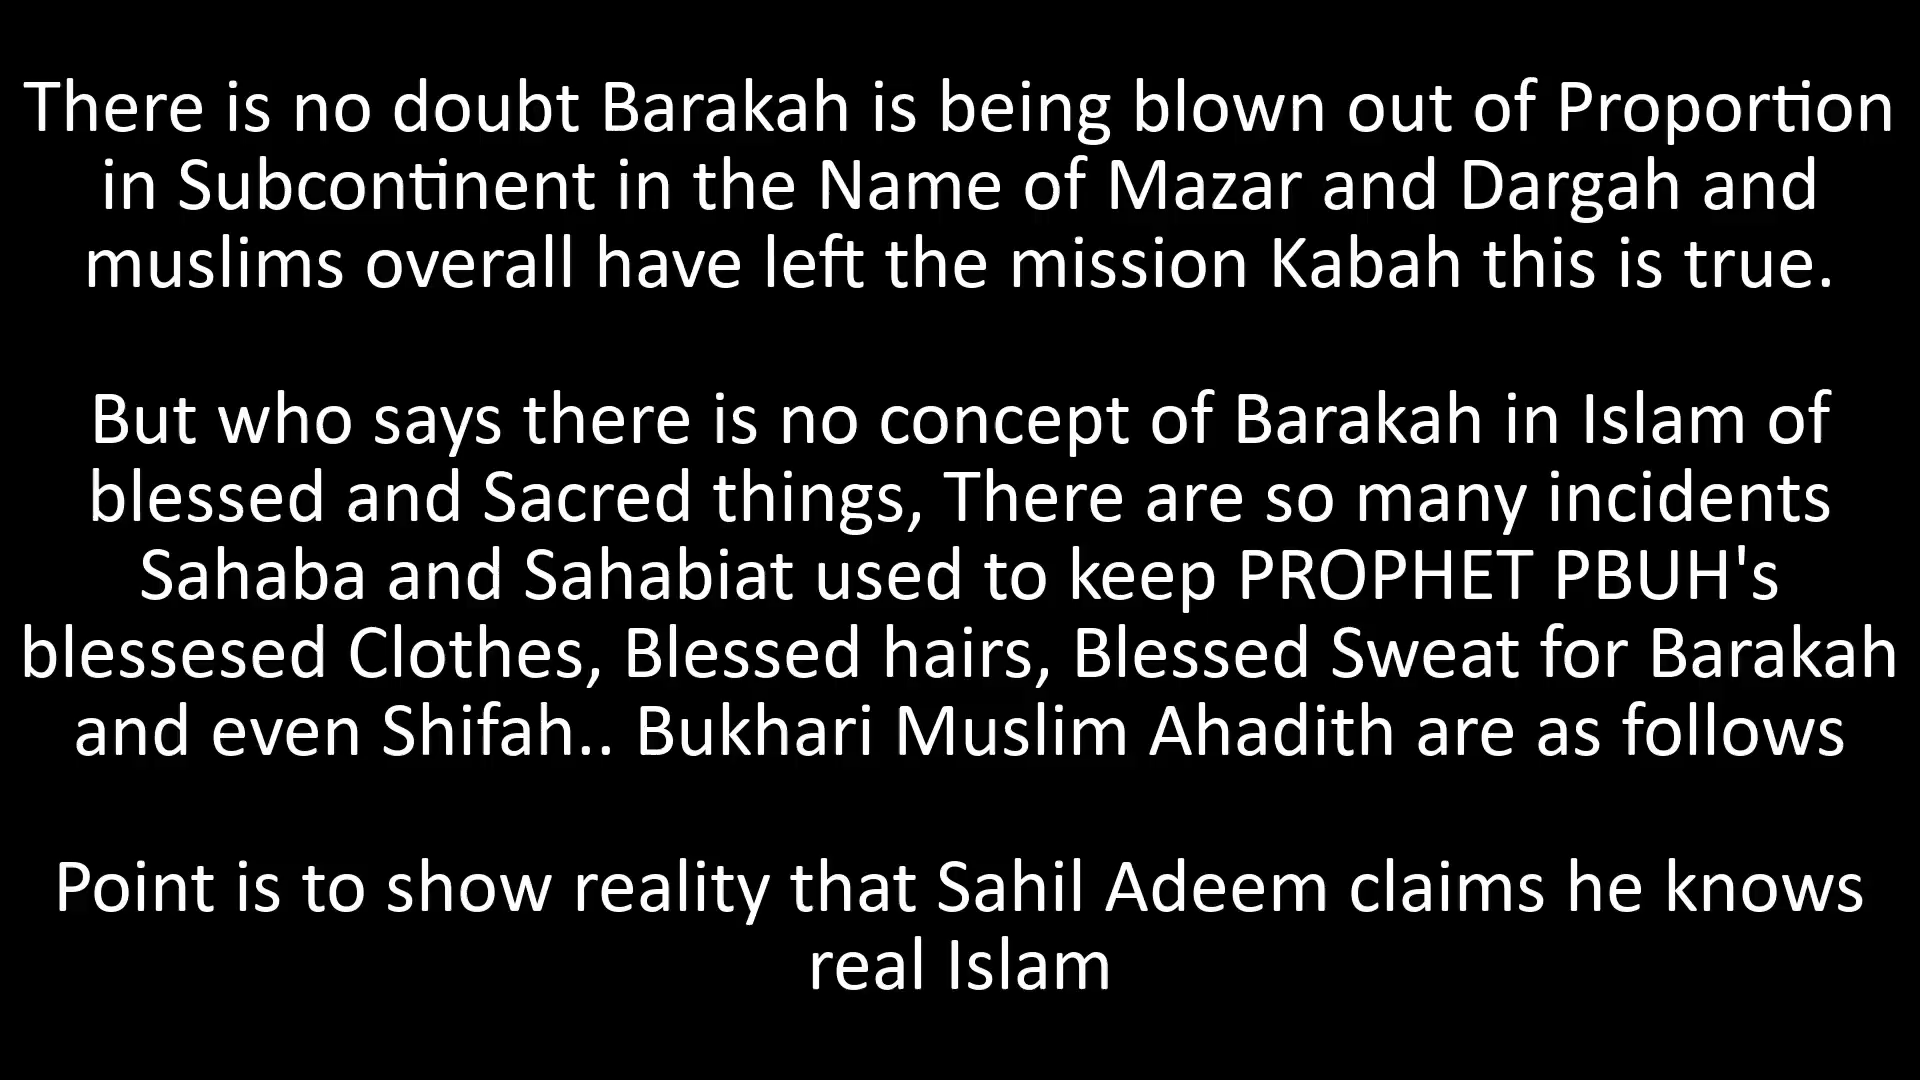 There is no doubt Barakah is being blown out of Proportion
in Subcontinent in the Name of Mazar and Dargah and
muslims overall have left the mission Kabah this is true.
But who says there is no concept of Barakah in Islam of
blessed and Sacred things, There are so many incidents
Sahaba and Sahabiat used to keep PROPHET PBUH's
blessesed Clothes, Blessed hairs, Blessed Sweat for Barakah
and even Shifah.. Bukhari Muslim Ahadith are as follows
Point is to show reality that Sahil Adeem claims he knows
real Islam